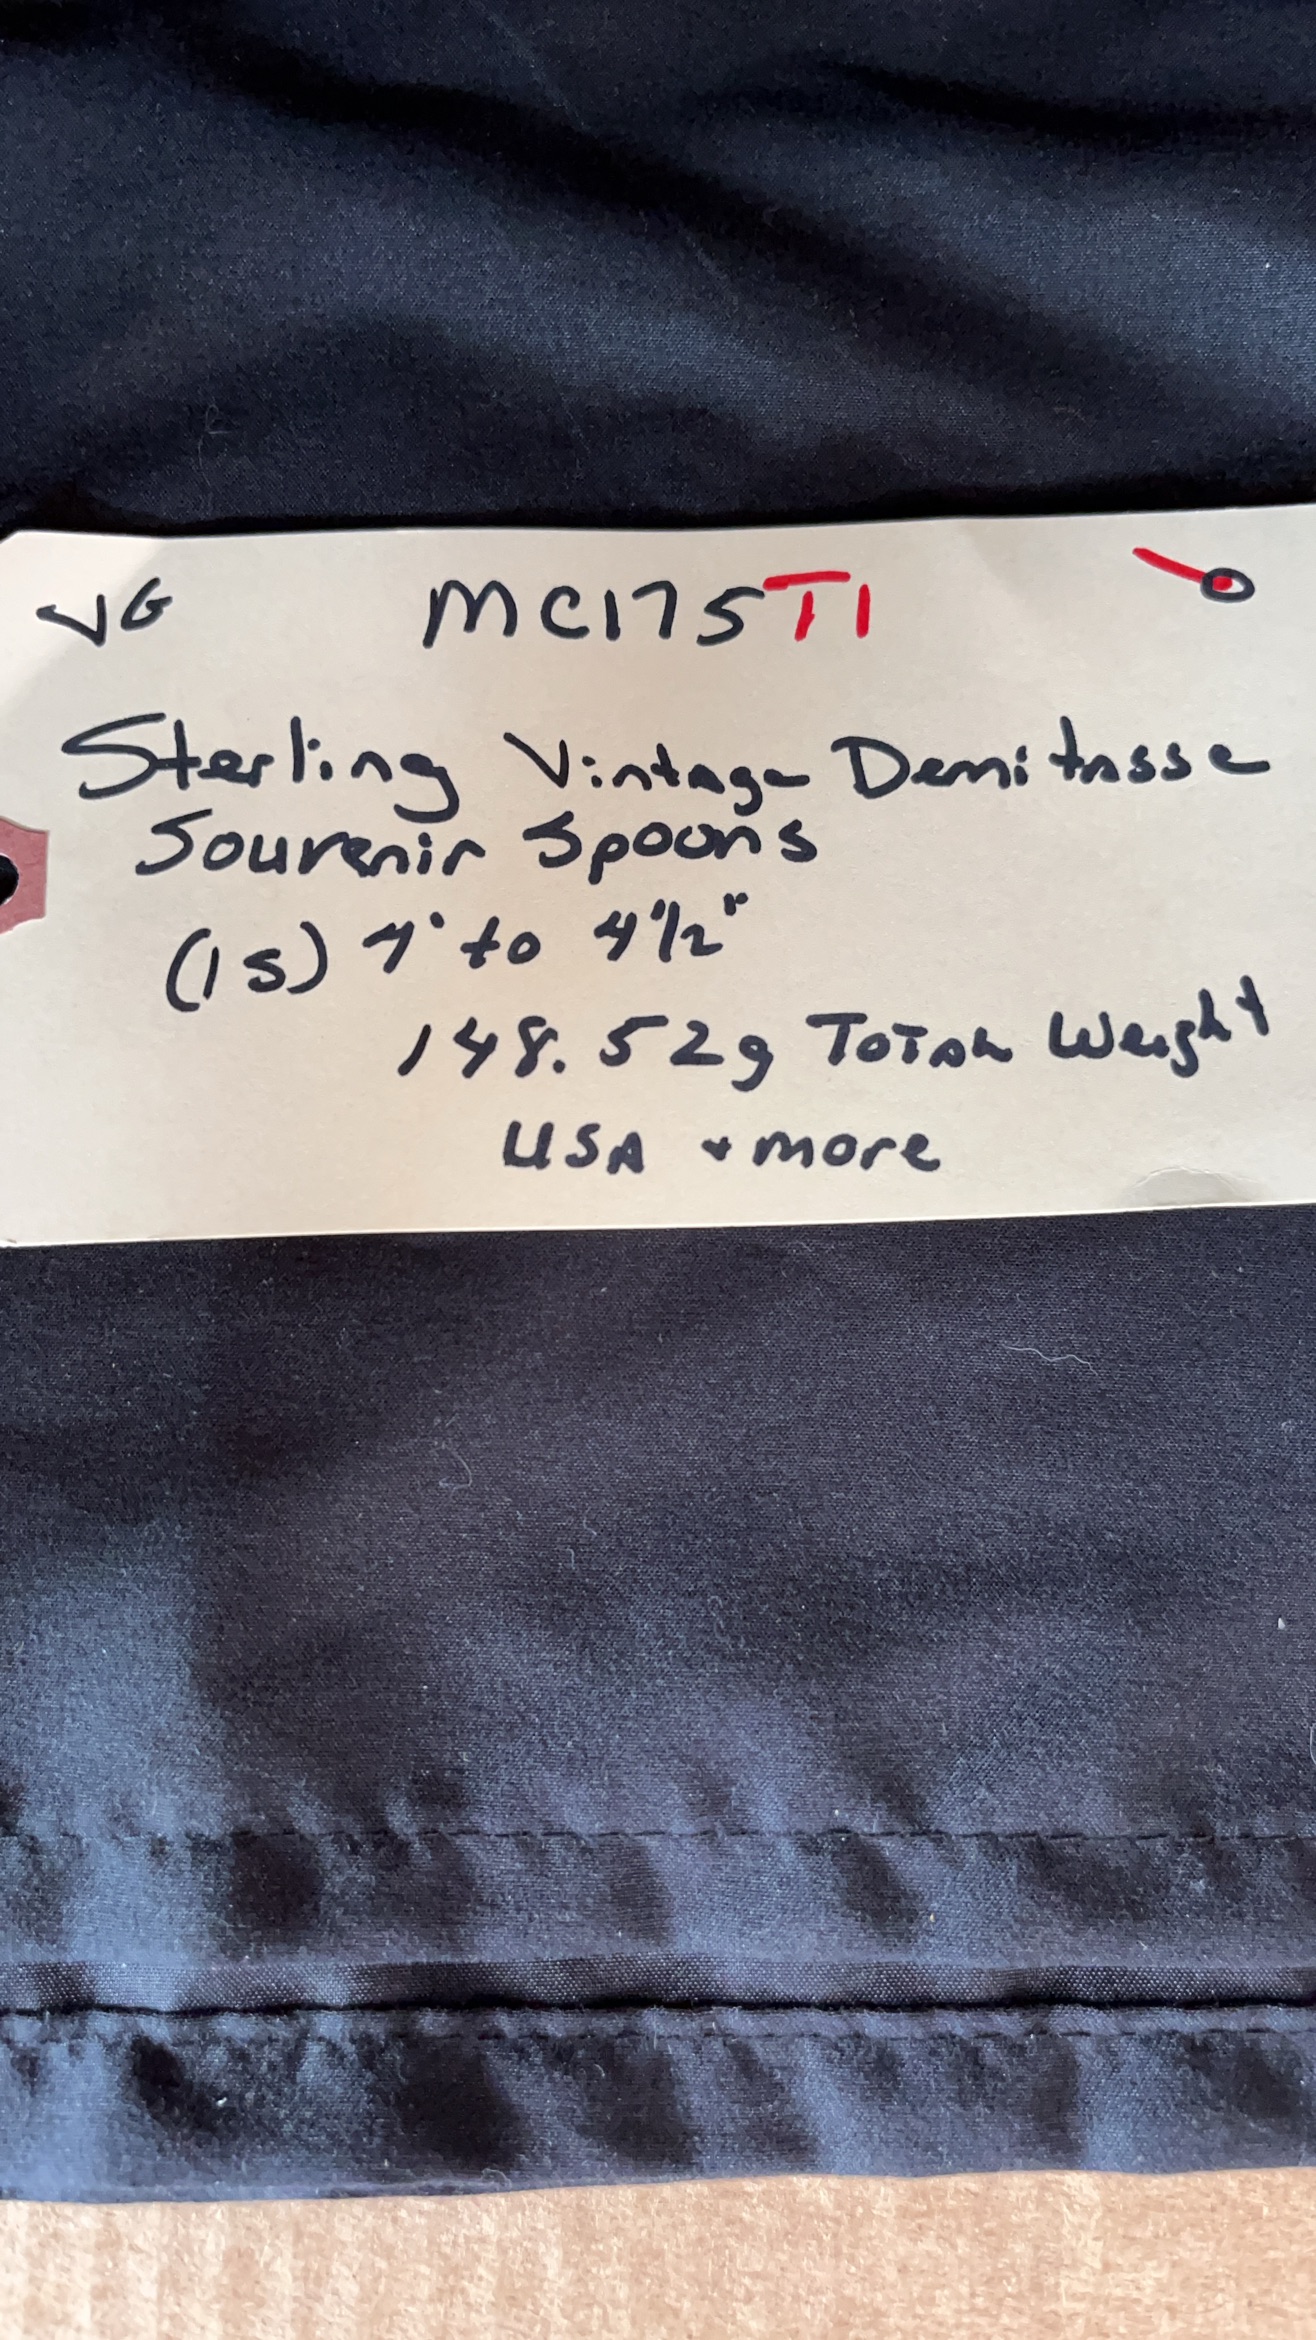 VG MC175T1
Sterling Vintage Demitasse
Souvenir Spoons
(15) 4" to 4 1/2"
148.52g Total Weight
USA + more